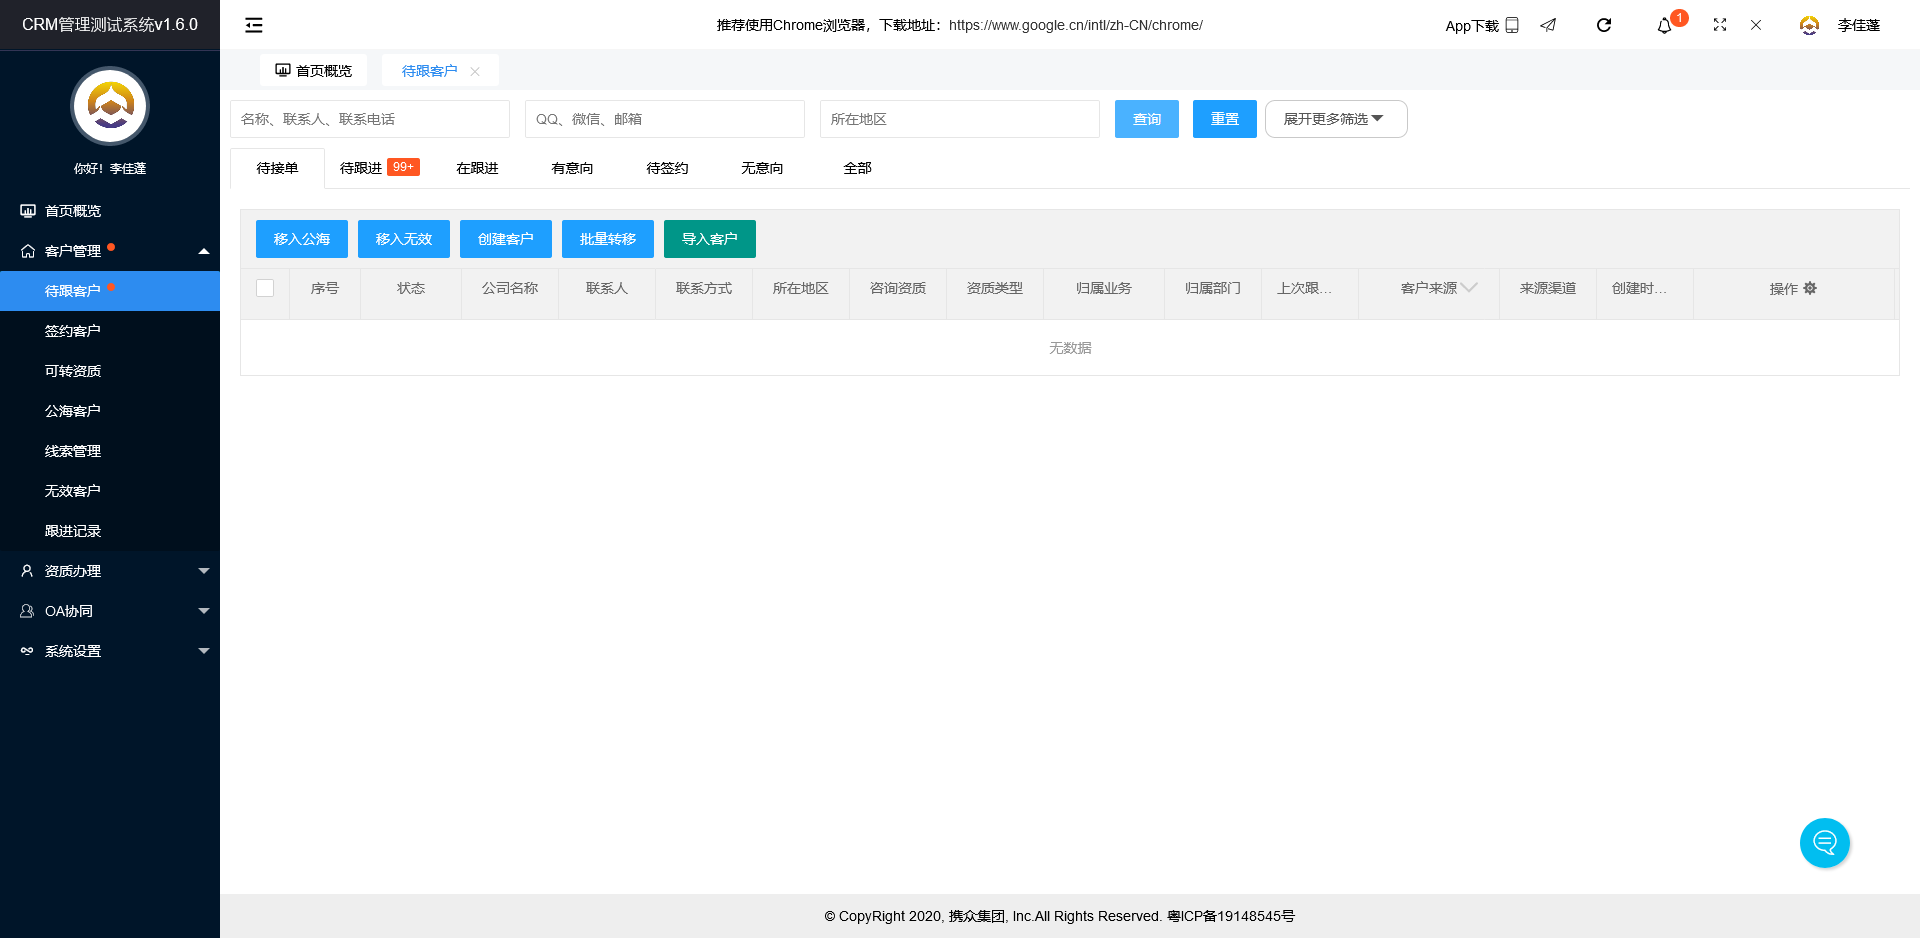 CRM管理测试系统v1.6.0
推荐使用Chrome浏览器，下载地址：https://www.google.cn/intl/zh-CN/chrome/
App下载
1
李佳蓬
首页概览
待跟客户
你好！李佳蓬
首页概览
客户管理
待跟客户
签约客户
可转资质
公海客户
线索管理
无效客户
跟进记录
资质办理
OA协同
系统设置
名称、联系人、联系电话
QQ、微信、邮箱
所在地区
查询
重置
展开更多筛选
待接单
待跟进 99+
在跟进
有意向
待签约
无意向
全部
移入公海
移入无效
创建客户
批量转移
导入客户
序号
状态
公司名称
联系人
联系方式
所在地区
咨询资质
资质类型
归属业务
归属部门
上次跟...
客户来源
来源渠道
创建时...
操作
无数据
© CopyRight 2020, 携众集团, Inc.All Rights Reserved. 粤ICP备19148545号